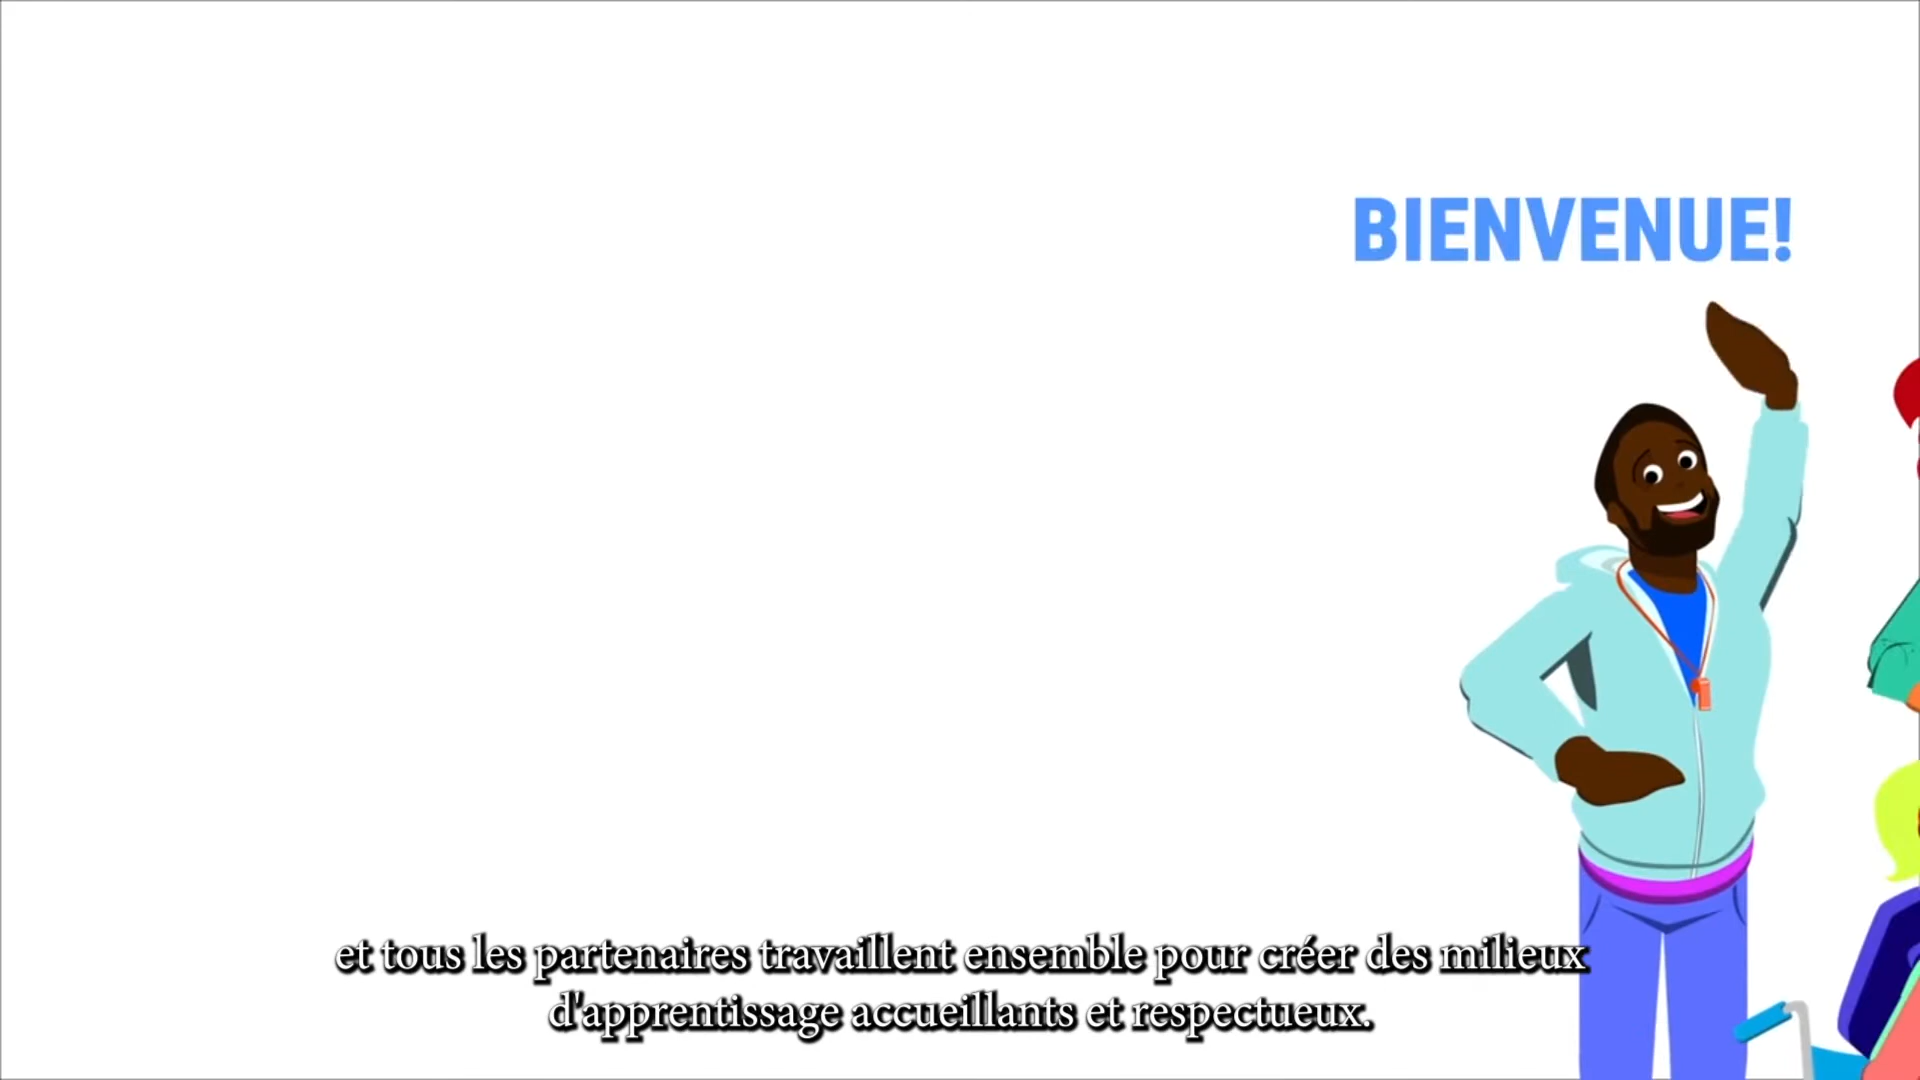 BIENVENUE!
et tous les partenaires travaillent ensemble pour créer des milieux
d'apprentissage accueillants et respectueux.